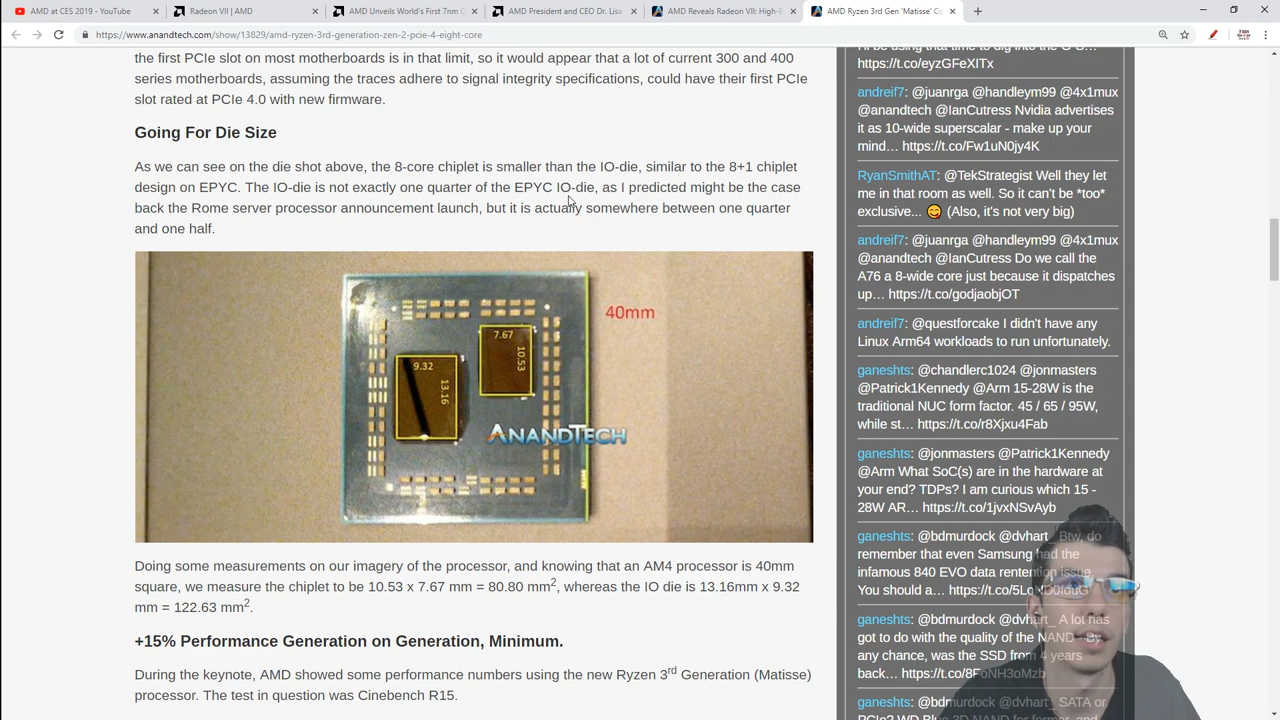 AMD at CES 2019 - YouTube
Radeon VII | AMD
AMD Unveils World's First 7nm G
AMD President and CEO Dr. Lisa
AMD Reveals Radeon VII: High-E
AMD Ryzen 3rd Gen 'Matisse' Co
https://www.anandtech.com/show/13829/amd-ryzen-3rd-generation-zen-2-pcie-4-eight-core
the first PCIe slot on most motherboards is in that limit, so it would appear that a lot of current 300 and 400
series motherboards, assuming the traces adhere to signal integrity specifications, could have their first PCIe
slot rated at PCIe 4.0 with new firmware.
Going For Die Size
As we can see on the die shot above, the 8-core chiplet is smaller than the IO-die, similar to the 8+1 chiplet
design on EPYC. The IO-die is not exactly one quarter of the EPYC IO-die, as I predicted might be the case
back the Rome server processor announcement launch, but it is actually somewhere between one quarter
and one half.
40mm
7.67
10.53
9.32
13.16
ANANDTECH
Doing some measurements on our imagery of the processor, and knowing that an AM4 processor is 40mm
square, we measure the chiplet to be 10.53 x 7.67 mm = 80.80 mm2, whereas the IO die is 13.16mm x 9.32
mm = 122.63 mm2.
+15% Performance Generation on Generation, Minimum.
During the keynote, AMD showed some performance numbers using the new Ryzen 3rd Generation (Matisse)
processor. The test in question was Cinebench R15.
https://t.co/eyzGFeXITx
andreif7: @juanrga @handleym99 @4x1mux
@anandtech @IanCutress Nvidia advertises
it as 10-wide superscalar - make up your
mind… https://t.co/Fw1uN0jy4K
RyanSmithAT: @TekStrategist Well they let
me in that room as well. So it can't be *too*
exclusive... 😋 (Also, it's not very big)
andreif7: @juanrga @handleym99 @4x1mux
@anandtech @IanCutress Do we call the
A76 a 8-wide core just because it dispatches
up… https://t.co/godjaobjOT
andreif7: @questforcake I didn't have any
Linux Arm64 workloads to run unfortunately.
ganeshts: @chandlerc1024 @jonmasters
@Patrick1Kennedy @Arm 15-28W is the
traditional NUC form factor. 45 / 65 / 95W,
while st… https://t.co/r8Xjxu4Fab
ganeshts: @jonmasters @Patrick1Kennedy
@Arm What SoC(s) are in the hardware at
your end? TDPs? I am curious which 15 -
28W AR… https://t.co/1jvxNSvAyb
ganeshts: @bdmurdock @dvhart_ Btw, do
remember that even Samsung had the
infamous 840 EVO data retention issue.
You should a…
ganeshts: @bdmurdock @dvhart_ A lot has
got to do with the quality of the NAND - By
any chance, was the SSD from 4 years
back…
ganeshts: @bdmurdock @dvhart_ SATA or